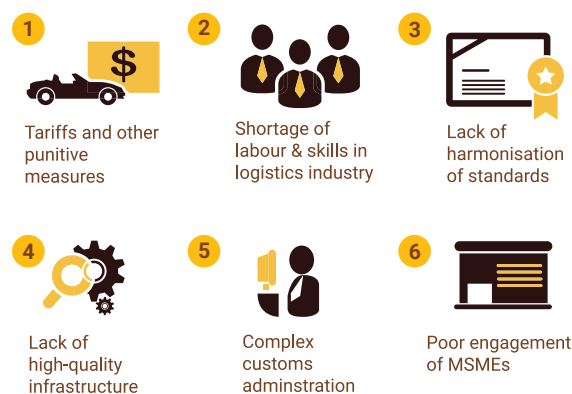 1
$
Tariffs and other
punitive
measures
2
Shortage of
labour & skills in
logistics industry
3
Lack of
harmonisation
of standards
4
Lack of
high-quality
infrastructure
5
Complex
customs
adminstration
6
Poor engagement
of MSMEs